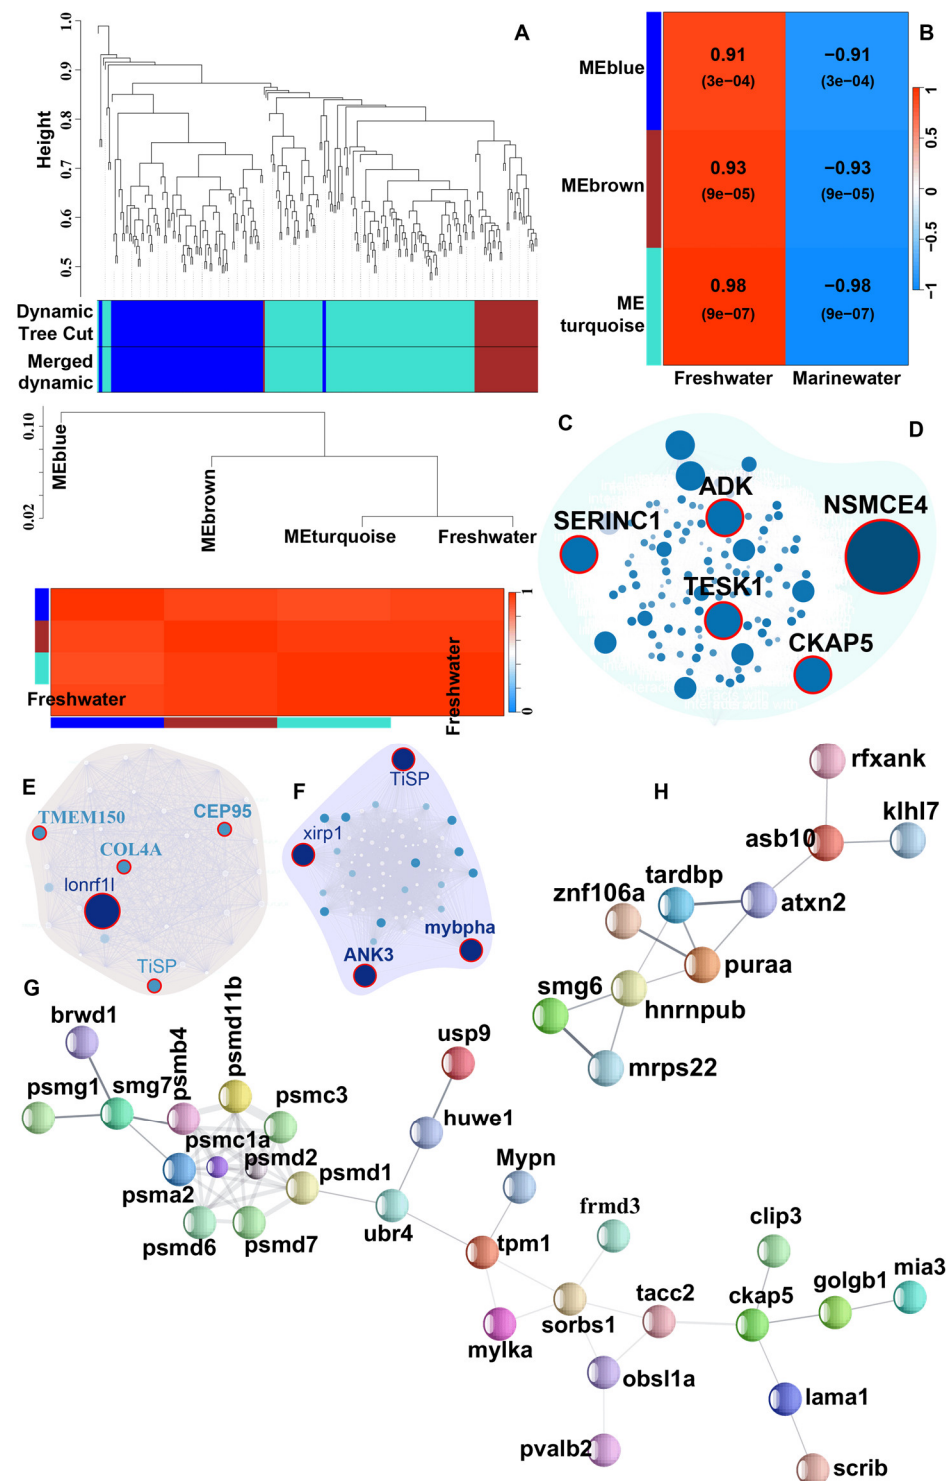 A
Height
1.0
0.9
0.8
0.7
0.6
0.5
Dynamic
Tree Cut
Merged
dynamic
B
MEblue
0.91
(3e−04)
−0.91
(3e−04)
MEbrown
0.93
(9e−05)
−0.93
(9e−05)
ME
turquoise
0.98
(9e−07)
−0.98
(9e−07)
Freshwater
Marinewater
1
0.5
0
−0.5
−1
0.10
0.02
MEblue
MEbrown
MEturquoise
Freshwater
Freshwater
Freshwater
1
0
C
D
ADK
SERINC1
NSMCE4
TESK1
CKAP5
E
TMEM150
CEP95
COL4A
lonrf1l
TiSP
F
TiSP
xirp1
mybpha
ANK3
H
rfxank
klhl7
asb10
tardbp
znf106a
atxn2
puraa
smg6
hnrnpub
mrps22
G
brwd1
psmb4
psmd11b
psmg1
smg7
psmc3
psmc1a
psmd2
psma2
psmd1
psmd6
psmd7
usp9
huwe1
ubr4
Mypn
tpm1
frmd3
mylka
sorbs1
tacc2
clip3
ckap5
golgb1
mia3
obsl1a
lama1
pvalb2
scrib